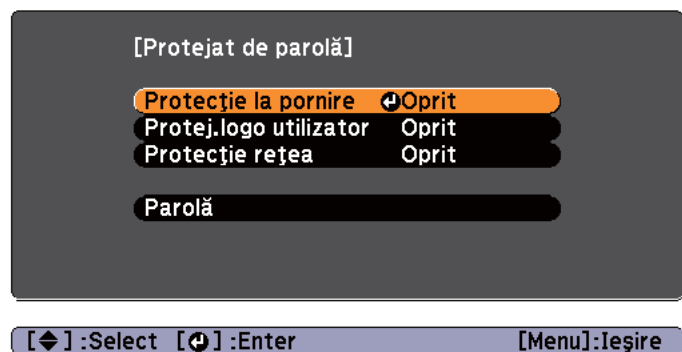 [Protejat de parolă]
Protecţie la pornire Oprit
Protej.logo utilizator Oprit
Protecţie reţea Oprit
Parolă
[◆] :Select [↵] :Enter [Menu]:Ieşire